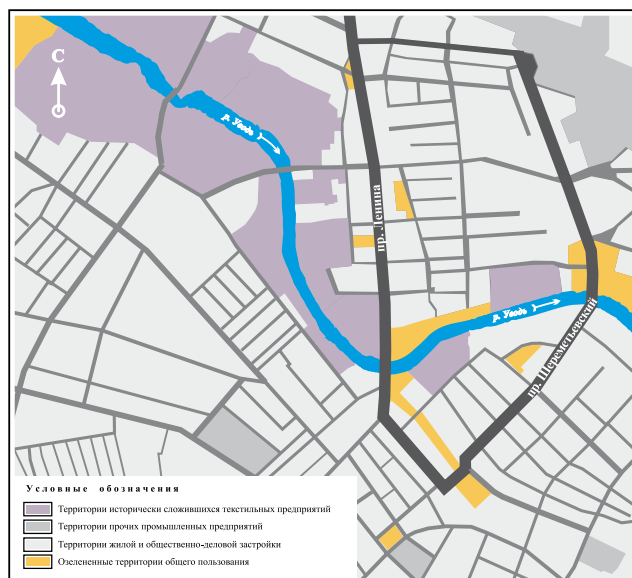 С
р. Уводь
пр. Ленина
р. Уводь
пр. Шереметьевский
Условные обозначения
Территории исторически сложившихся текстильных предприятий
Территории прочих промышленных предприятий
Территории жилой и общественно-деловой застройки
Озелененные территории общего пользования